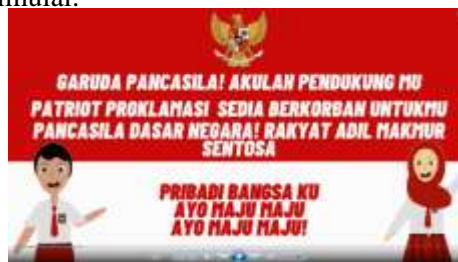 GARUDA PANCASILA! AKULAH PENDUKUNG MU
PATRIOT PROKLAMASI SEDIA BERKORBAN UNTUKMU
PANCASILA DASAR NEGARA! RAKYAT ADIL MAKMUR
SENTOSA
PRIBADI BANGSA KU
AYO MAJU MAJU
AYO MAJU MAJU!